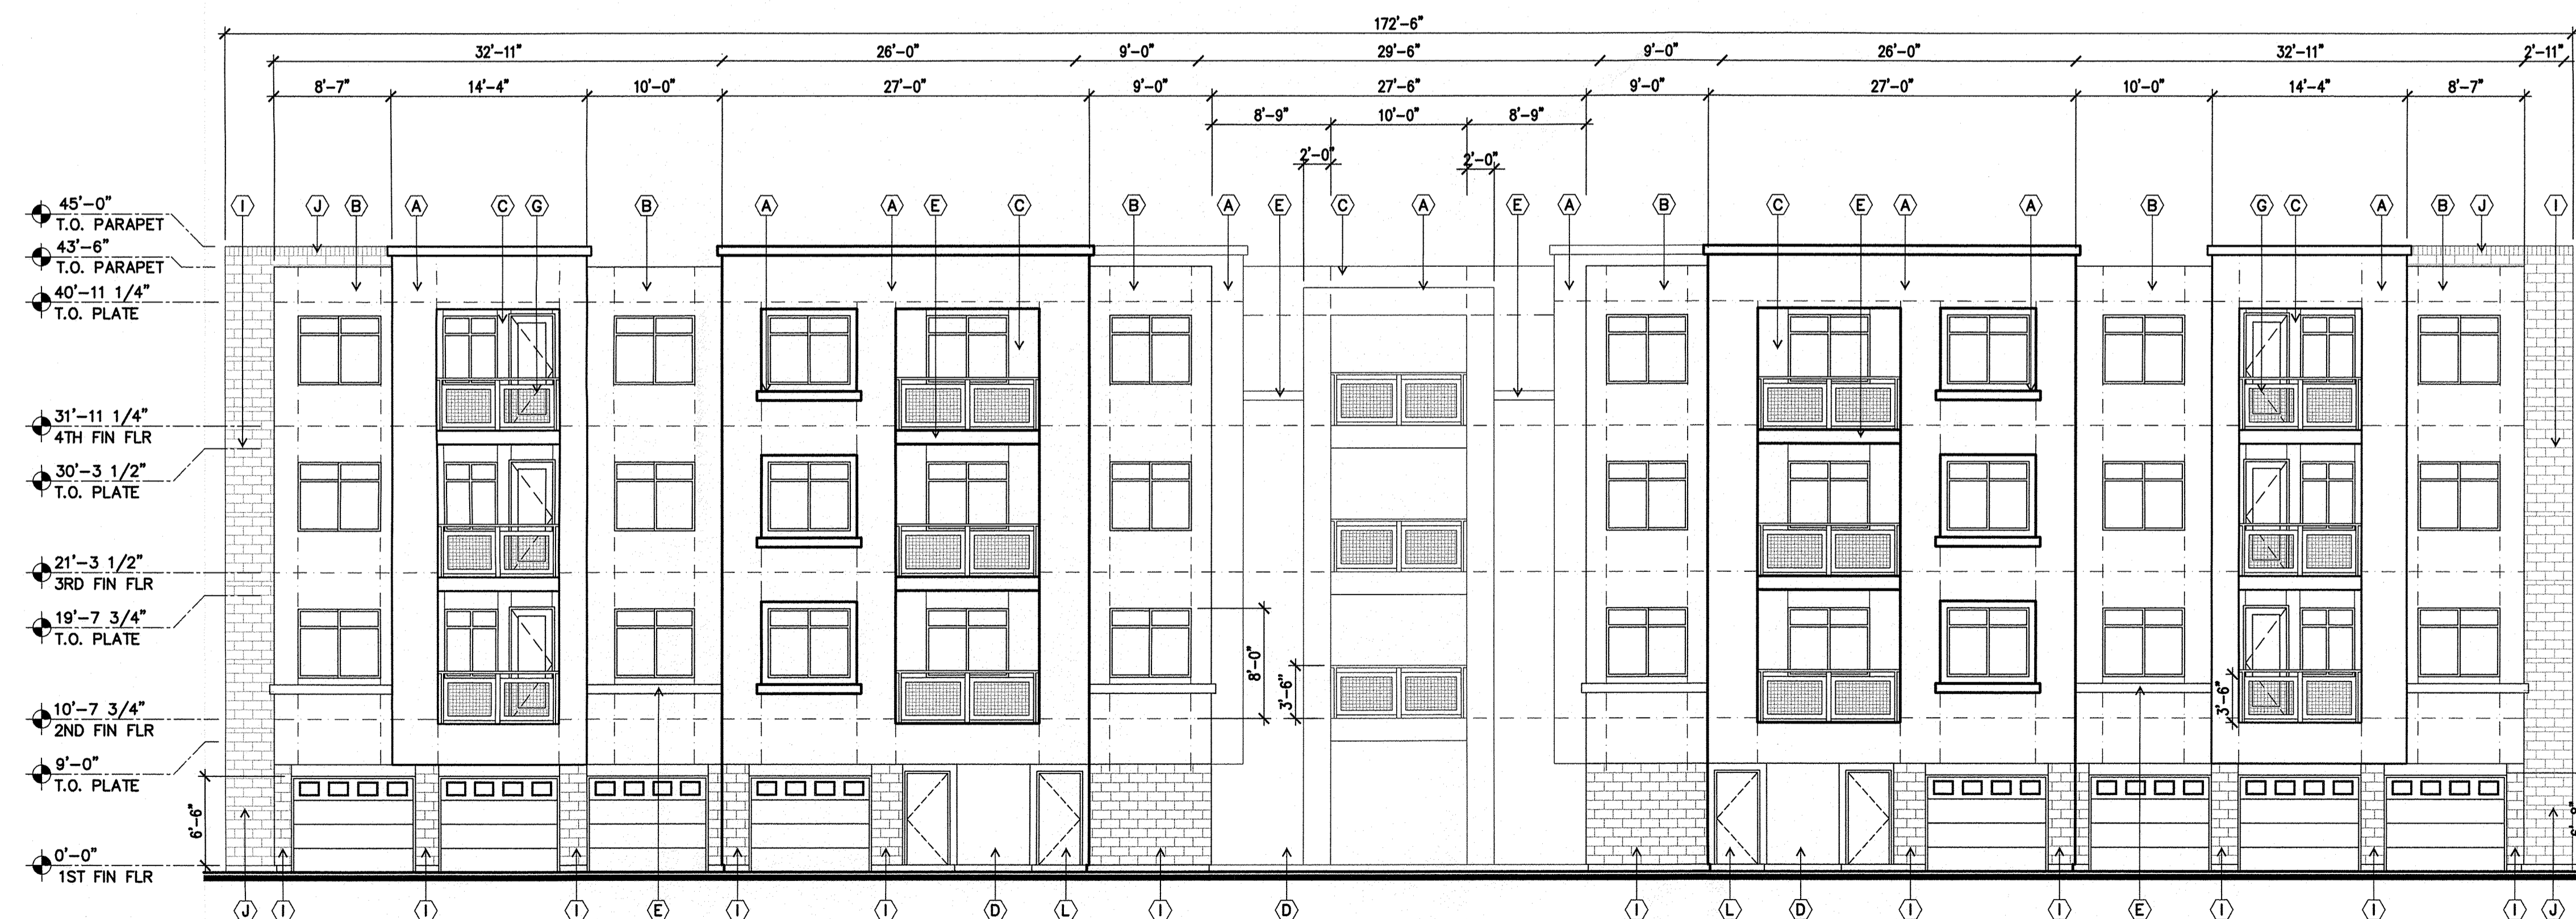 172'-6"
32'-11" 26'-0" 9'-0" 29'-6" 9'-0" 26'-0" 32'-11" 2'-11"
8'-7" 14'-4" 10'-0" 27'-0" 9'-0" 27'-6" 9'-0" 27'-0" 10'-0" 14'-4" 8'-7"
8'-9" 10'-0" 8'-9"
2'-0" 2'-0"
I J B A C G B A A E C B A E C A E A B C E A A B G C A B J I
45'-0"
T.O. PARAPET
43'-6"
T.O. PARAPET
40'-11 1/4"
T.O. PLATE
31'-11 1/4"
4TH FIN FLR
30'-3 1/2"
T.O. PLATE
21'-3 1/2"
3RD FIN FLR
19'-7 3/4"
T.O. PLATE
8'-0"
3'-6"
3'-6"
10'-7 3/4"
2ND FIN FLR
9'-0"
T.O. PLATE
6'-6"
0'-0"
1ST FIN FLR
J I I I E I I D L I D I L D I I E I I I J